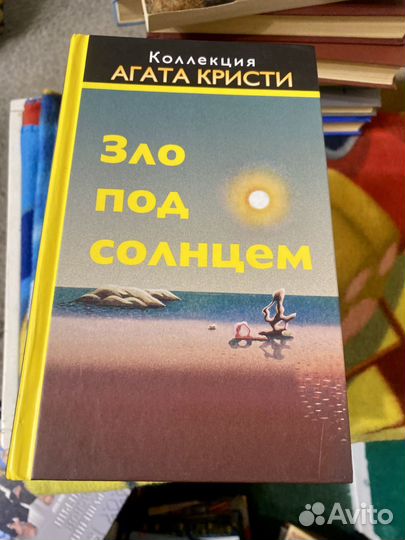 Коллекция
АГАТА КРИСТИ
Зло
под
солнцем
Avito